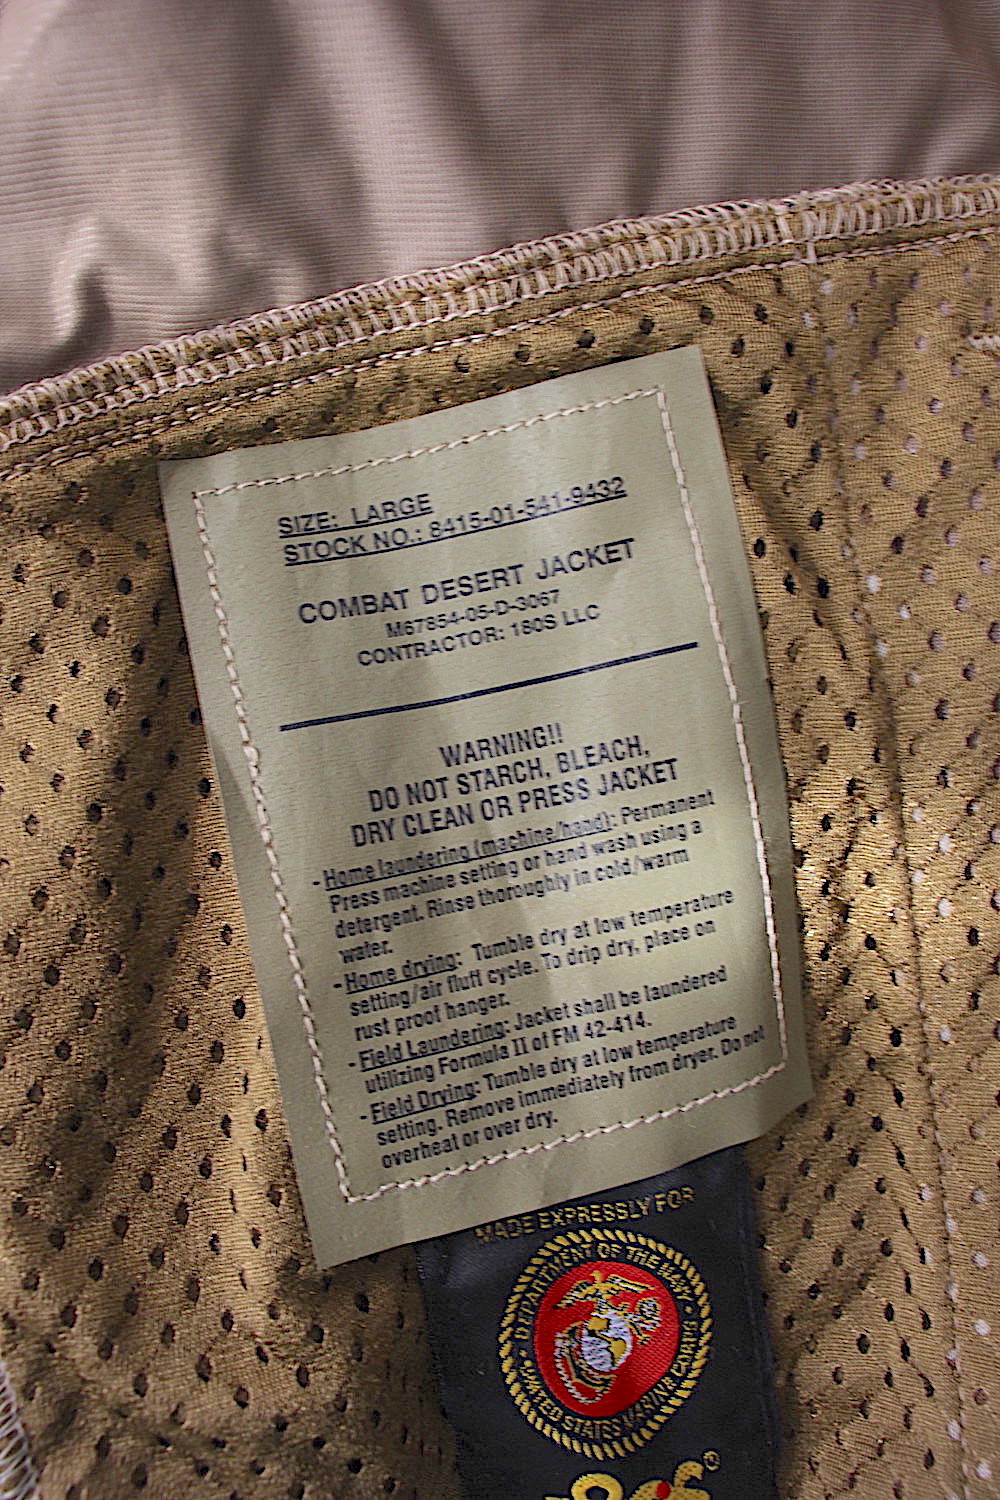 SIZE: LARGE
STOCK NO.: 8415-01-541-9432
COMBAT DESERT JACKET
M67854-05-D-3067
CONTRACTOR: 180S LLC
WARNING!!
DO NOT STARCH, BLEACH,
DRY CLEAN OR PRESS JACKET
- Home laundering (machine/hand): Permanent
Press machine setting or hand wash using a
detergent. Rinse thoroughly in cold/warm
water.
- Home drying: Tumble dry at low temperature
setting/air fluff cycle. To drip dry, place on
rust proof hanger.
- Field Laundering: Jacket shall be laundered
utilizing Formula II of FM 42-414.
- Field Drying: Tumble dry at low temperature
setting. Remove immediately from dryer. Do not
overheat or over dry.
MADE EXPRESSLY FOR
DEPARTMENT OF THE NAVY
UNITED STATES MARINE CORPS